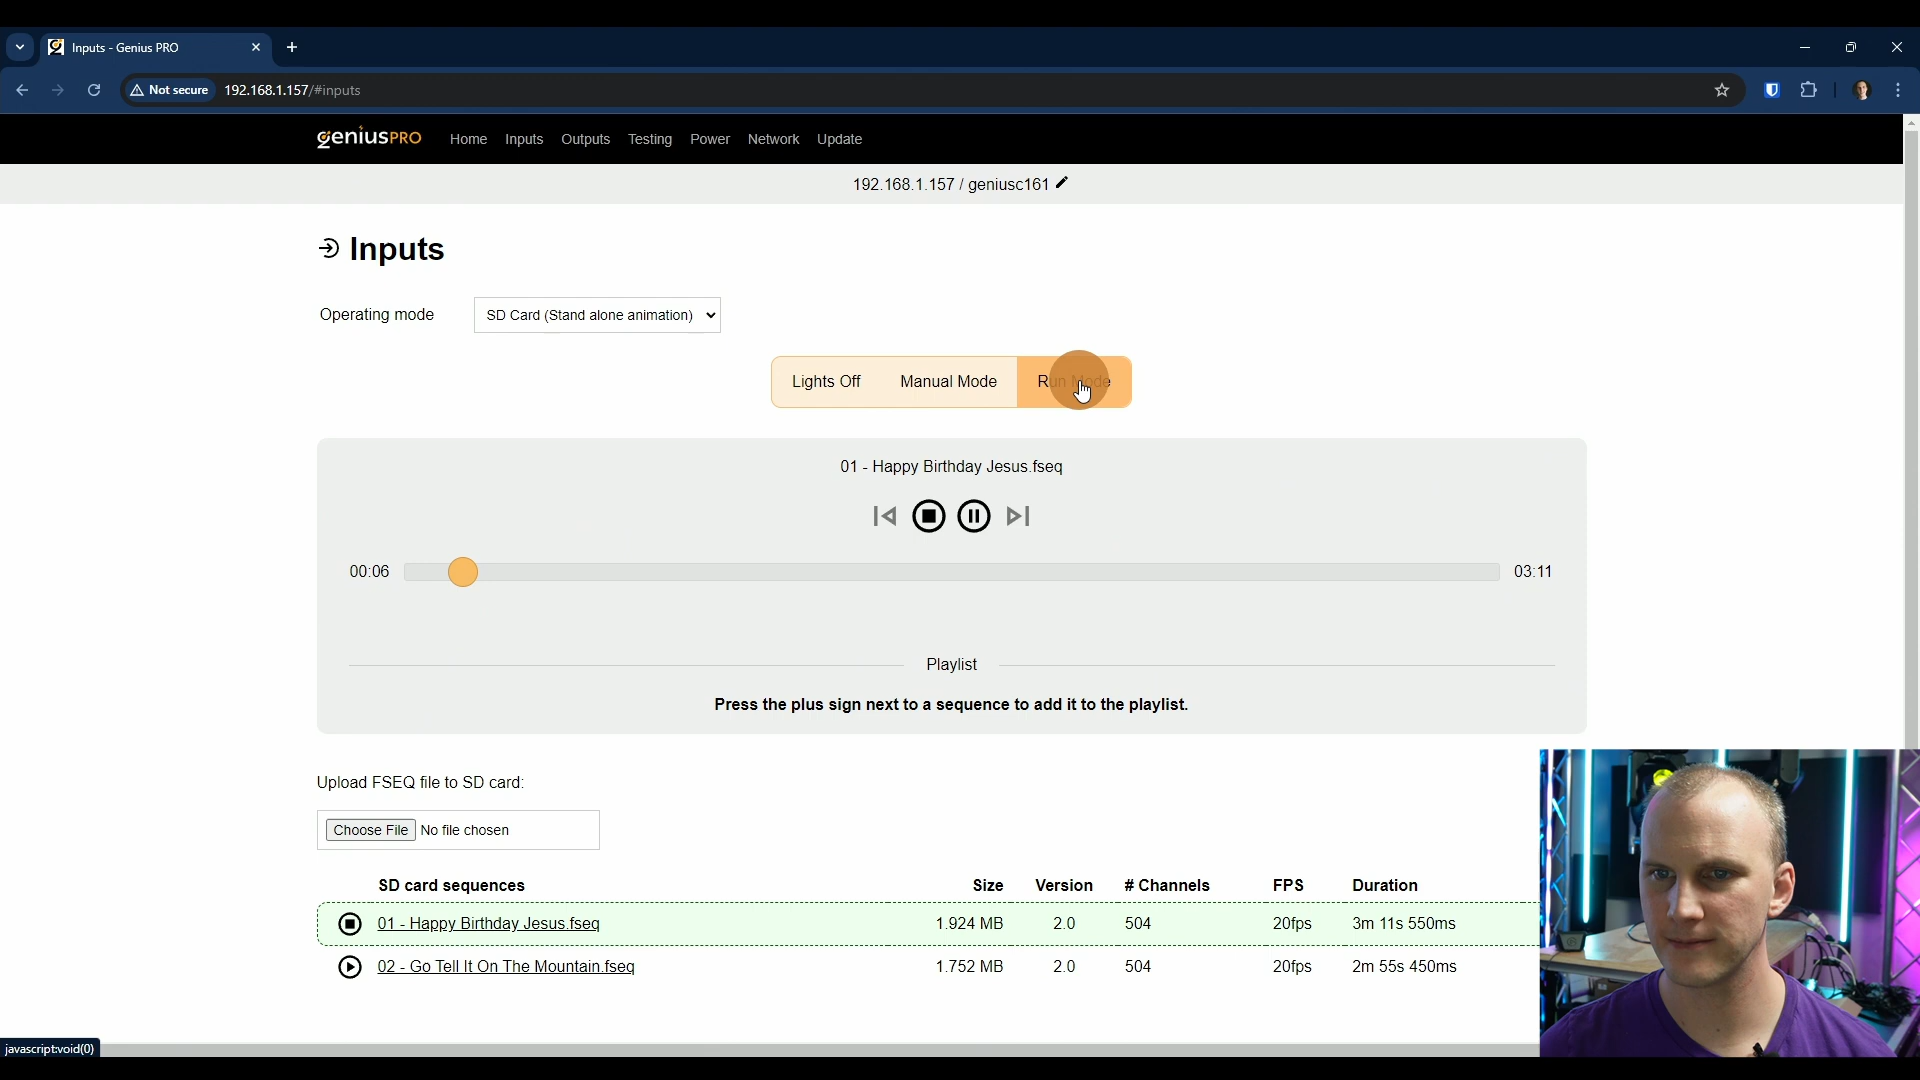 Inputs - Genius PRO
Not secure 192.168.1.157/#inputs
geniusPRO Home Inputs Outputs Testing Power Network Update
192.168.1.157 / geniusc161
Inputs
Operating mode SD Card (Stand alone animation)
Lights Off Manual Mode Run Mode
01 - Happy Birthday Jesus.fseq
00:06 03:11
Playlist
Press the plus sign next to a sequence to add it to the playlist.
Upload FSEQ file to SD card:
Choose File No file chosen
SD card sequences Size Version # Channels FPS Duration
01 - Happy Birthday Jesus.fseq 1.924 MB 2.0 504 20fps 3m 11s 550ms
02 - Go Tell It On The Mountain.fseq 1.752 MB 2.0 504 20fps 2m 55s 450ms
javascript:void(0)